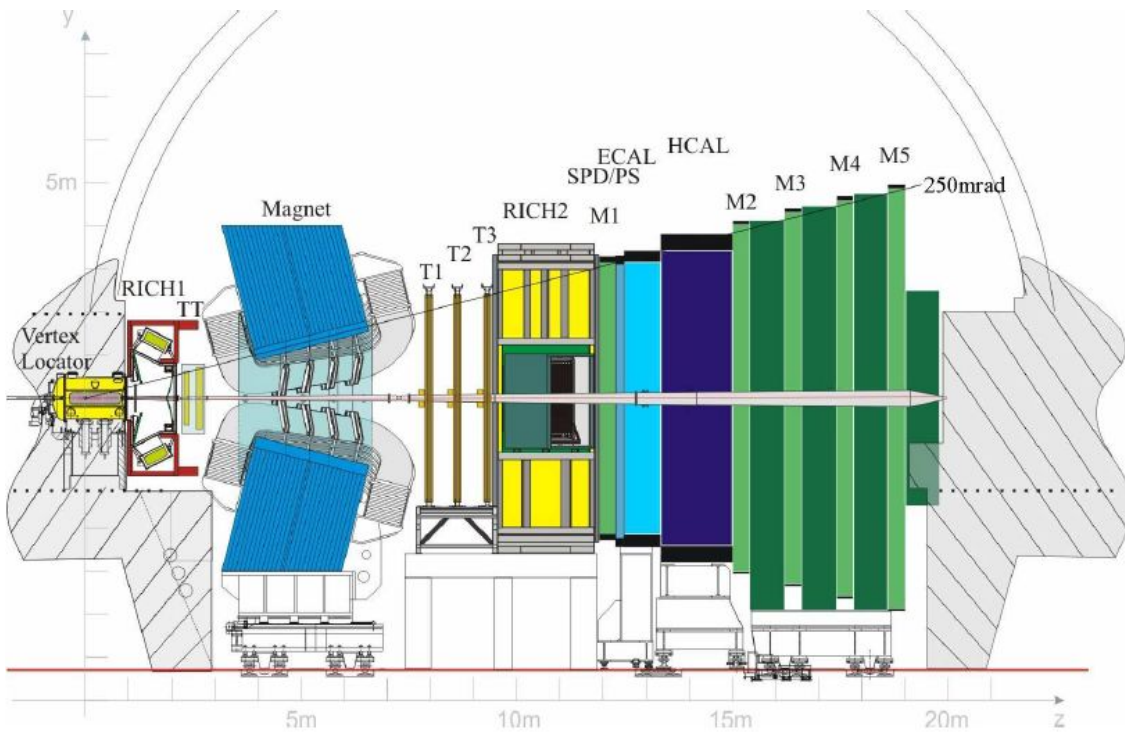 y
5m
Vertex
Locator
RICH1
TT
Magnet
T1
T2
T3
RICH2
SPD/PS
M1
ECAL
HCAL
M2
M3
M4
M5
250mrad
5m
10m
15m
20m
z